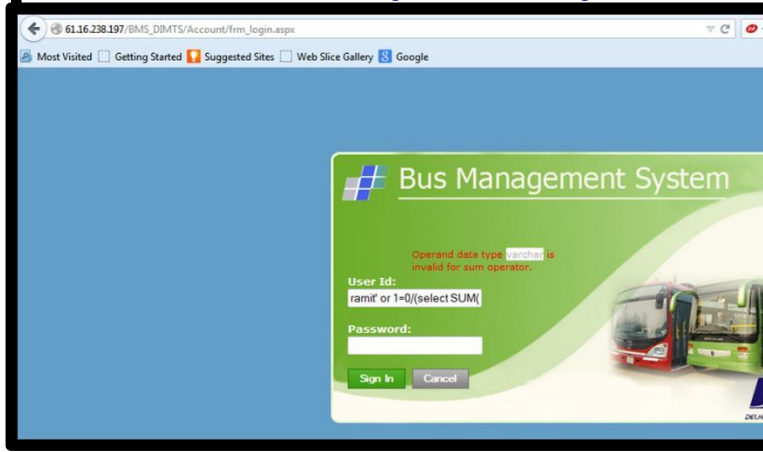 61.16.238.197/BMS_DIMTS/Account/frm_login.aspx
Most Visited Getting Started Suggested Sites Web Slice Gallery Google
Bus Management System
Operand data type varchar is
invalid for sum operator.
User Id:
ramit' or 1=0/(select SUM(
Password:
Sign In Cancel